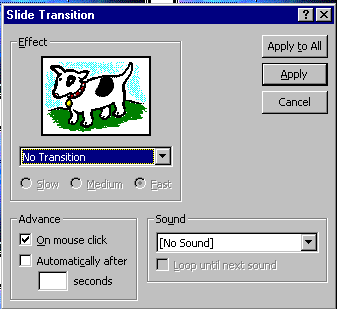 Slide Transition
Effect
Apply to All
Apply
Cancel
No Transition
Slow Medium Fast
Advance
On mouse click
Automatically after
seconds
Sound
[No Sound]
Loop until next sound